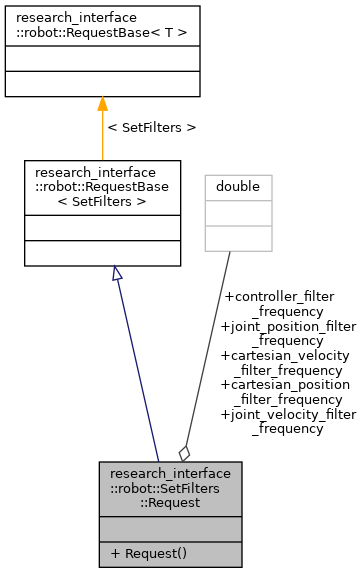 research_interface
::robot::RequestBase< T >
< SetFilters >
research_interface
::robot::RequestBase
< SetFilters >
double
+controller_filter
_frequency
+joint_position_filter
_frequency
+cartesian_velocity
_filter_frequency
+cartesian_position
_filter_frequency
+joint_velocity_filter
_frequency
research_interface
::robot::SetFilters
::Request
+ Request()